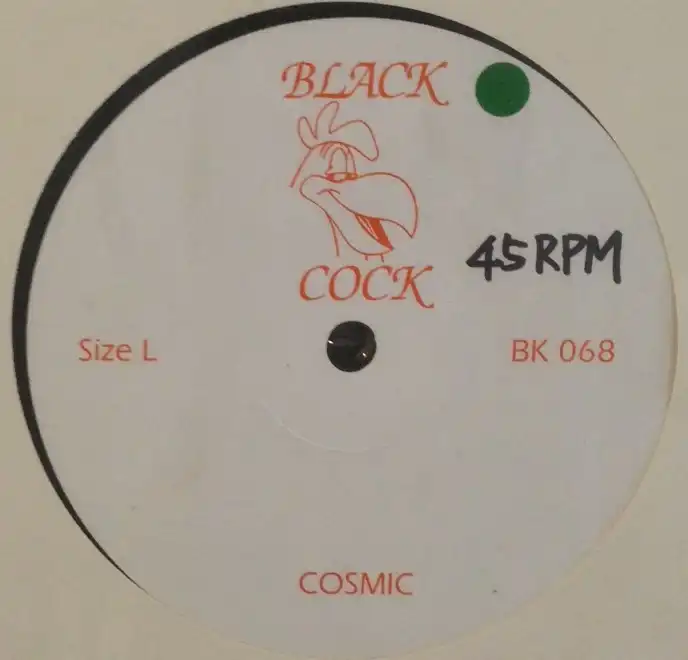 BLACK
COCK
45RPM
Size L
BK 068
COSMIC